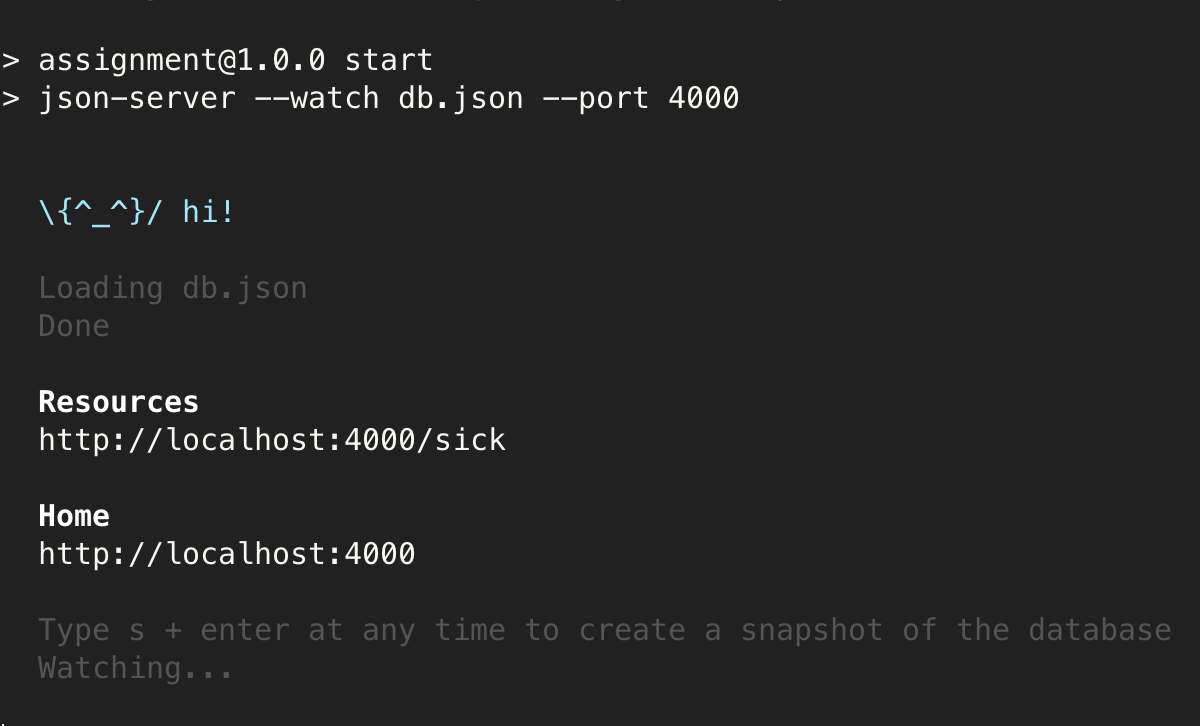 > assignment@1.0.0 start
> json-server --watch db.json --port 4000
\{^_^}/ hi!
Loading db.json
Done
Resources
http://localhost:4000/sick
Home
http://localhost:4000
Type s + enter at any time to create a snapshot of the database
Watching...